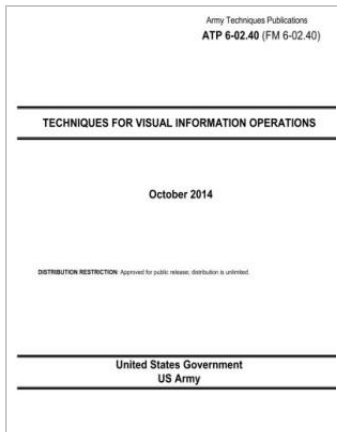 Army Techniques Publications
ATP 6-02.40 (FM 6-02.40)
TECHNIQUES FOR VISUAL INFORMATION OPERATIONS
October 2014
DISTRIBUTION RESTRICTION: Approved for public release; distribution is unlimited.
United States Government
US Army